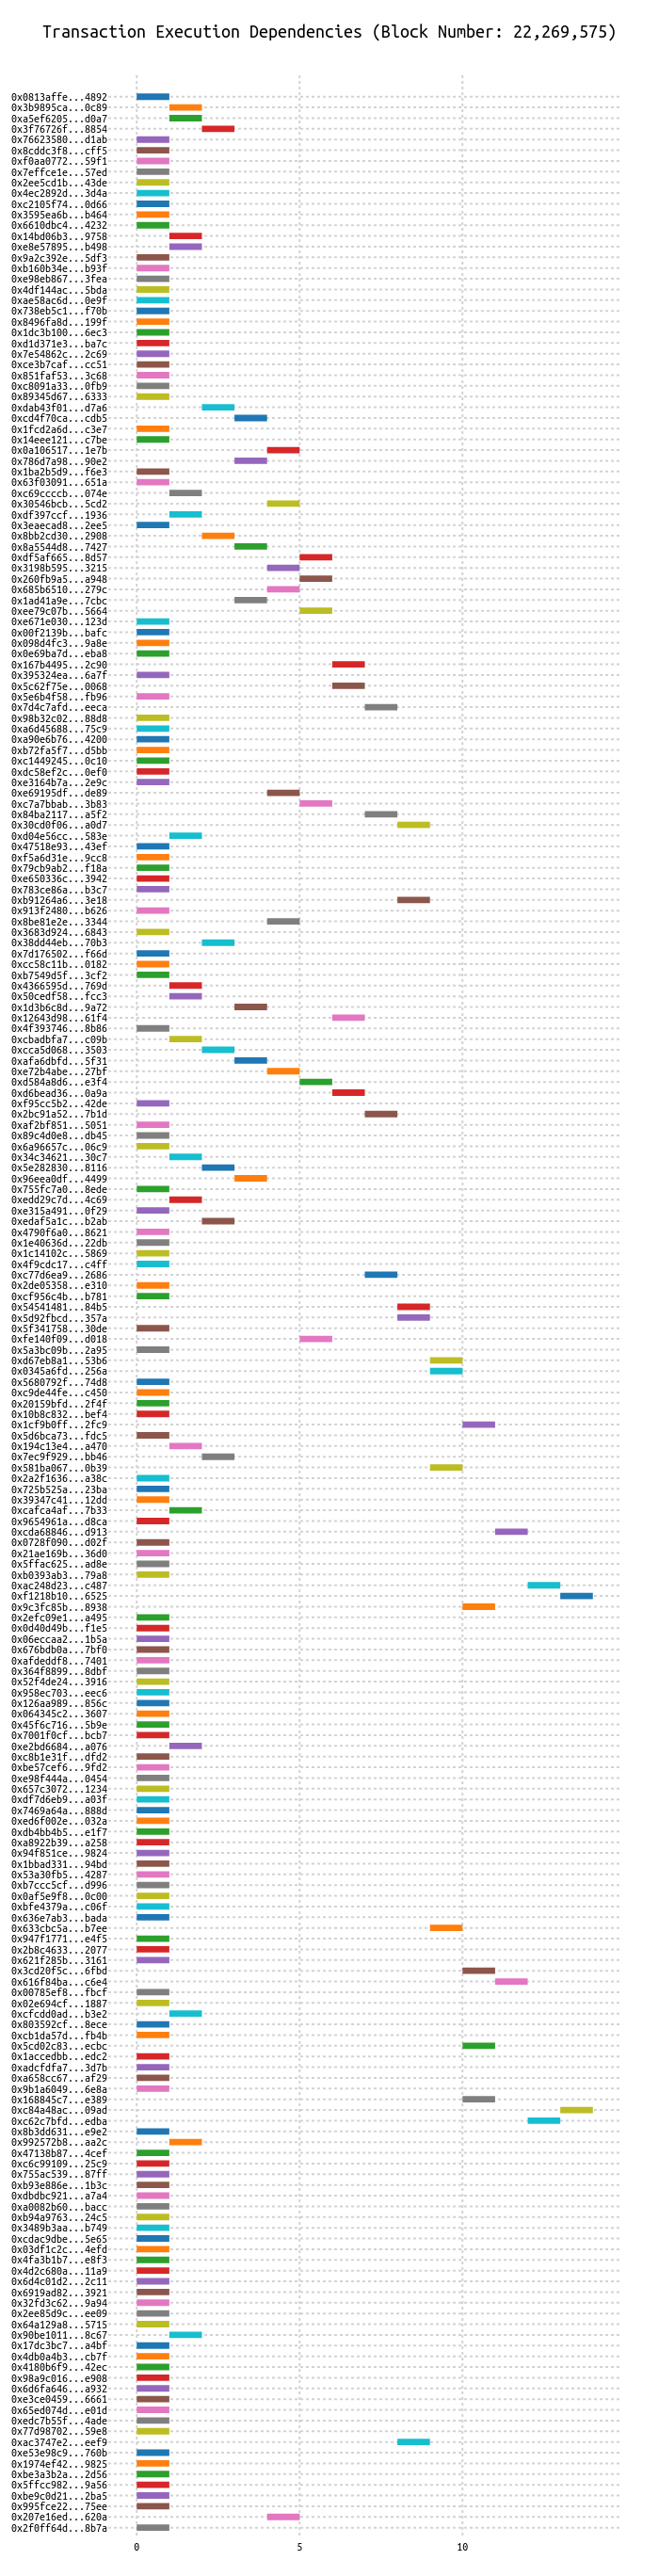 Transaction Execution Dependencies (Block Number: 22,269,575)
0x0813affe...4892
0x3b9895ca...0c89
0xa5ef6205...d0a7
0x3f76726f...8854
0x76623580...d1ab
0x8cddc3f8...cff5
0xf0aa0772...59f1
0x7effce1e...57ed
0x2ee5cd1b...43de
0x4ec2892d...3d4a
0xc2105f74...0d66
0x3595ea6b...b464
0x6610dbc4...4232
0x14bd06b3...9758
0xe8e57895...b498
0x9a2c392e...5df3
0xb160b34e...b93f
0xe98eb867...3fea
0x4df144ac...5bda
0xae58ac6d...0e9f
0x738eb5c1...f70b
0x8496fa8d...199f
0x1dc3b100...6ec3
0xd1d371e3...ba7c
0x7e54862c...2c69
0xce3b7caf...cc51
0x851faf53...3c68
0xc8091a33...0fb9
0x89345d67...6333
0xdab43f01...d7a6
0xcd4f70ca...cdb5
0x1fcd2a6d...c3e7
0x14eee121...c7be
0x0a106517...1e7b
0x786d7a98...90e2
0x1ba2b5d9...f6e3
0x63f03091...651a
0xc69ccccb...074e
0x30546bcb...5cd2
0xdf397ccf...1936
0x3eaecad8...2ee5
0x8bb2cd30...2908
0x8a5544d8...7427
0xdf5af665...8d57
0x3198b595...3215
0x260fb9a5...a948
0x685b6510...279c
0x1ad41a9e...7cbc
0xee79c07b...5664
0xe671e030...123d
0x00f2139b...bafc
0x098d4fc3...9a8e
0x0e69ba7d...eba8
0x167b4495...2c90
0x395324ea...6a7f
0x5c62f75e...0068
0x5e6b4f58...fb96
0x7d4c7afd...eeca
0x98b32c02...88d8
0xa6d45688...75c9
0xa90e6b76...4200
0xb72fa5f7...d5bb
0xc1449245...0c10
0xdc58ef2c...0ef0
0xe3164b7a...2e9c
0xe69195df...de89
0xc7a7bbab...3b83
0x84ba2117...a5f2
0x30cd0f06...a0d7
0xd04e56cc...583e
0x47518e93...43ef
0xf5a6d31e...9cc8
0x79cb9ab2...f18a
0xe650336c...3942
0x783ce86a...b3c7
0xb91264a6...3e18
0x913f2480...b626
0x8be81e2e...3344
0x3683d924...6843
0x38dd44eb...70b3
0x7d176502...f66d
0xcc58c11b...0182
0xb7549d5f...3cf2
0x4366595d...769d
0x50cedf58...fcc3
0x1d3b6c8d...9a72
0x12643d98...61f4
0x4f393746...8b86
0xcbadbfa7...c09b
0xcca5d068...3503
0xafa6dbfd...5f31
0xe72b4abe...27bf
0xd584a8d6...e3f4
0xd6bead36...0a9a
0xf95cc5b2...42de
0x2bc91a52...7b1d
0xaf2bf851...5051
0x89c4d0e8...db45
0x6a96657c...06c9
0x34c34621...30c7
0x5e282830...8116
0x96eea0df...4499
0x755fc7a0...8ede
0xedd29c7d...4c69
0xe315a491...0f29
0xedaf5a1c...b2ab
0x4790f6a0...8621
0x1e40636d...22db
0x1c14102c...5869
0x4f9cdc17...c4ff
0xc77d6ea9...2686
0x2de05358...e310
0xcf956c4b...b781
0x54541481...84b5
0x5d92fbcd...357a
0x5f341758...30de
0xfe140f09...d018
0x5a3bc09b...2a95
0xd67eb8a1...53b6
0x0345a6fd...256a
0x5680792f...74d8
0xc9de44fe...c450
0x20159bfd...2f4f
0x10b8c832...bef4
0x1cf9b0ff...2fc9
0x5d6bca73...fdc5
0x194c13e4...a470
0x7ec9f929...bb46
0x581ba067...0b39
0x2a2f1636...a38c
0x725b525a...23ba
0x39347c41...12dd
0xcafca4af...7b33
0x9654961a...d8ca
0xcda68846...d913
0x0728f090...d02f
0x21ae169b...36d0
0x5ffac625...ad8e
0xb0393ab3...79a8
0xac248d23...c487
0xf1218b10...6525
0x9c3fc85b...8938
0x2efc09e1...a495
0x0d40d49b...f1e5
0x06eccaa2...1b5a
0x676bdb0a...7bf0
0xafdeddf8...7401
0x364f8899...8dbf
0x52f4de24...3916
0x958ec703...eec6
0x126aa989...856c
0x064345c2...3607
0x45f6c716...5b9e
0x7001f0cf...bcb7
0xe2bd6684...a076
0xc8b1e31f...dfd2
0xbe57cef6...9fd2
0xe98f444a...0454
0x657c3072...1234
0xdf7d6eb9...a03f
0x7469a64a...888d
0xed6f002e...032a
0xdb4bb4b5...e1f7
0xa8922b39...a258
0x94f851ce...9824
0x1bbad331...94bd
0x53a30fb5...4287
0xb7ccc5cf...d996
0x0af5e9f8...0c00
0xbfe4379a...c06f
0x636e7ab3...bada
0x633cbc5a...b7ee
0x947f1771...e4f5
0x2b8c4633...2077
0x621f285b...3161
0x3cd20f5c...6fbd
0x616f84ba...c6e4
0x00785ef8...fbcf
0x02e694cf...1887
0xcfcdd0ad...b3e2
0x803592cf...8ece
0xcb1da57d...fb4b
0x5cd02c83...ecbc
0x1accedbb...edc2
0xadcfdfa7...3d7b
0xa658cc67...af29
0x9b1a6049...6e8a
0x168845c7...e389
0xc84a48ac...09ad
0xc62c7bfd...edba
0x8b3dd631...e9e2
0x992572b8...aa2c
0x47138b87...4cef
0xc6c99109...25c9
0x755ac539...87ff
0xb93e886e...1b3c
0xdbdbc921...a7a4
0xa0082b60...bacc
0xb94a9763...24c5
0x3489b3aa...b749
0xcdac9dbe...5e65
0x03df1c2c...4efd
0x4fa3b1b7...e8f3
0x4d2c680a...11a9
0x6d4c01d2...2c11
0x6919ad82...3921
0x32fd3c62...9a94
0x2ee85d9c...ee09
0x64a129a8...5715
0x90be1011...8c67
0x17dc3bc7...a4bf
0x4db0a4b3...cb7f
0x4180b6f9...42ec
0x98a9c016...e908
0x6d6fa646...a932
0xe3ce0459...6661
0x65ed074d...e01d
0xedc7b55f...4ade
0x77d98702...59e8
0xac3747e2...eef9
0xe53e98c9...760b
0x1974ef42...9825
0xbe3a3b2a...2d56
0x5ffcc982...9a56
0xbe9c0d21...2ba5
0x995fce22...75ee
0x207e16ed...620a
0x2f0ff64d...8b7a
0 5 10